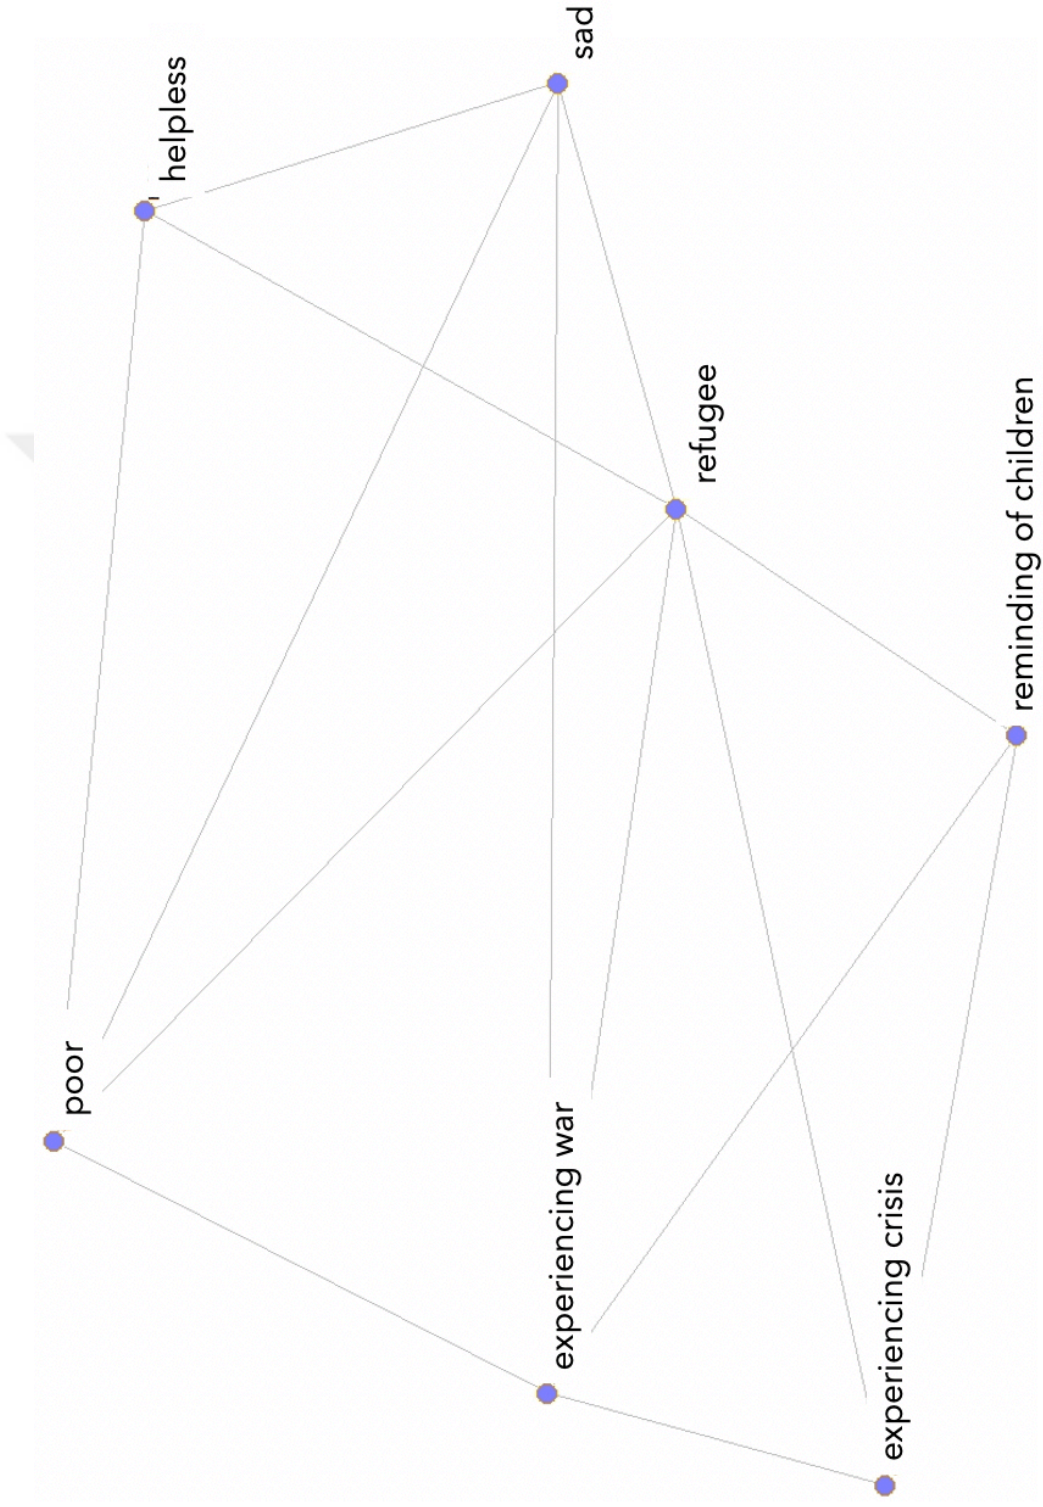 helpless
sad
refugee
reminding of children
poor
experiencing war
experiencing crisis